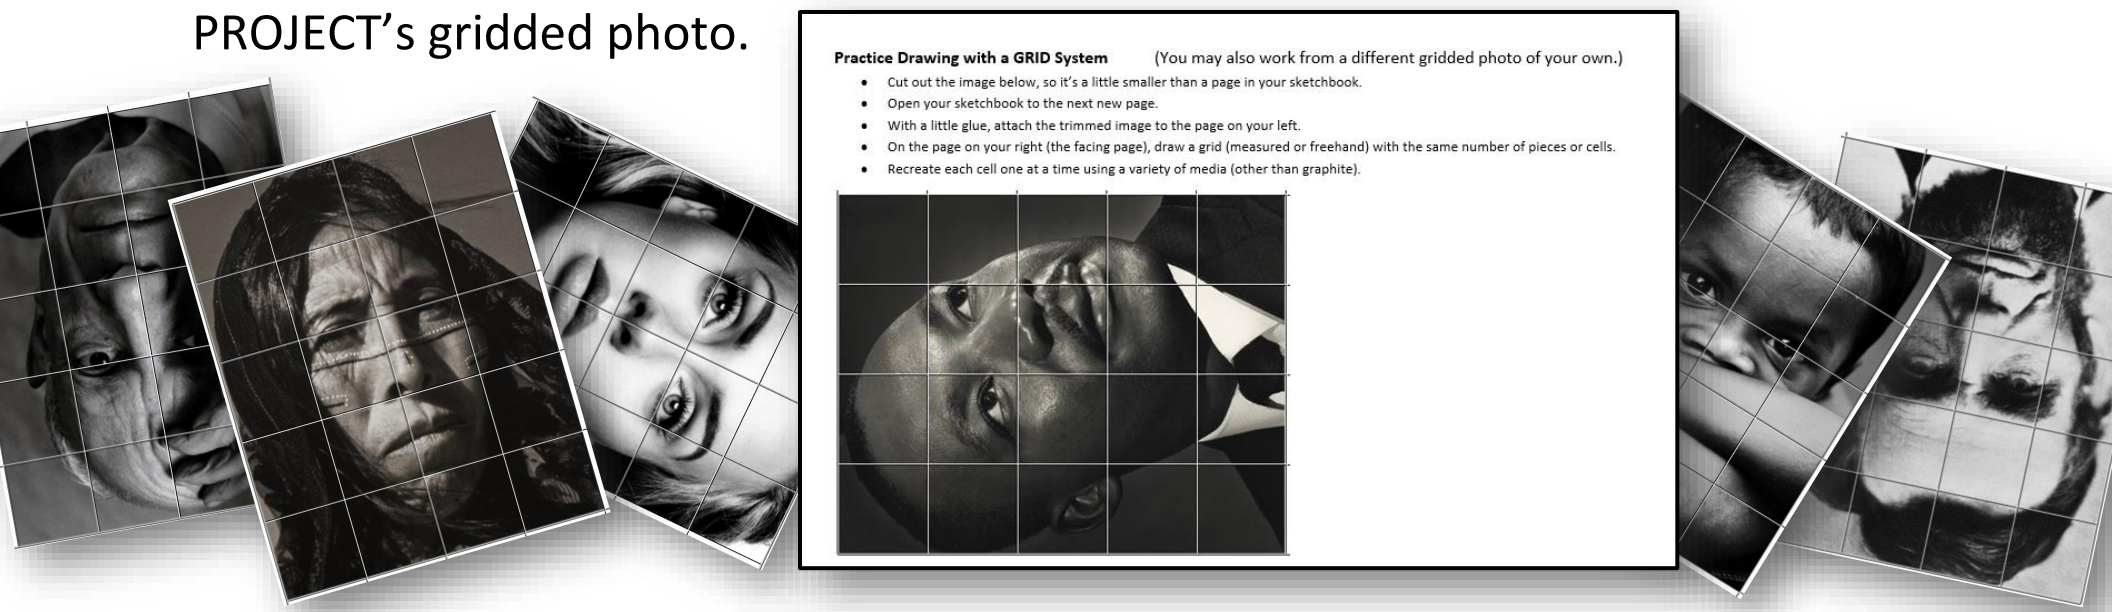 PROJECT’s gridded photo.
Practice Drawing with a GRID System (You may also work from a different gridded photo of your own.)
• Cut out the image below, so it’s a little smaller than a page in your sketchbook.
• Open your sketchbook to the next new page.
• With a little glue, attach the trimmed image to the page on your left.
• On the page on your right (the facing page), draw a grid (measured or freehand) with the same number of pieces or cells.
• Recreate each cell one at a time using a variety of media (other than graphite).